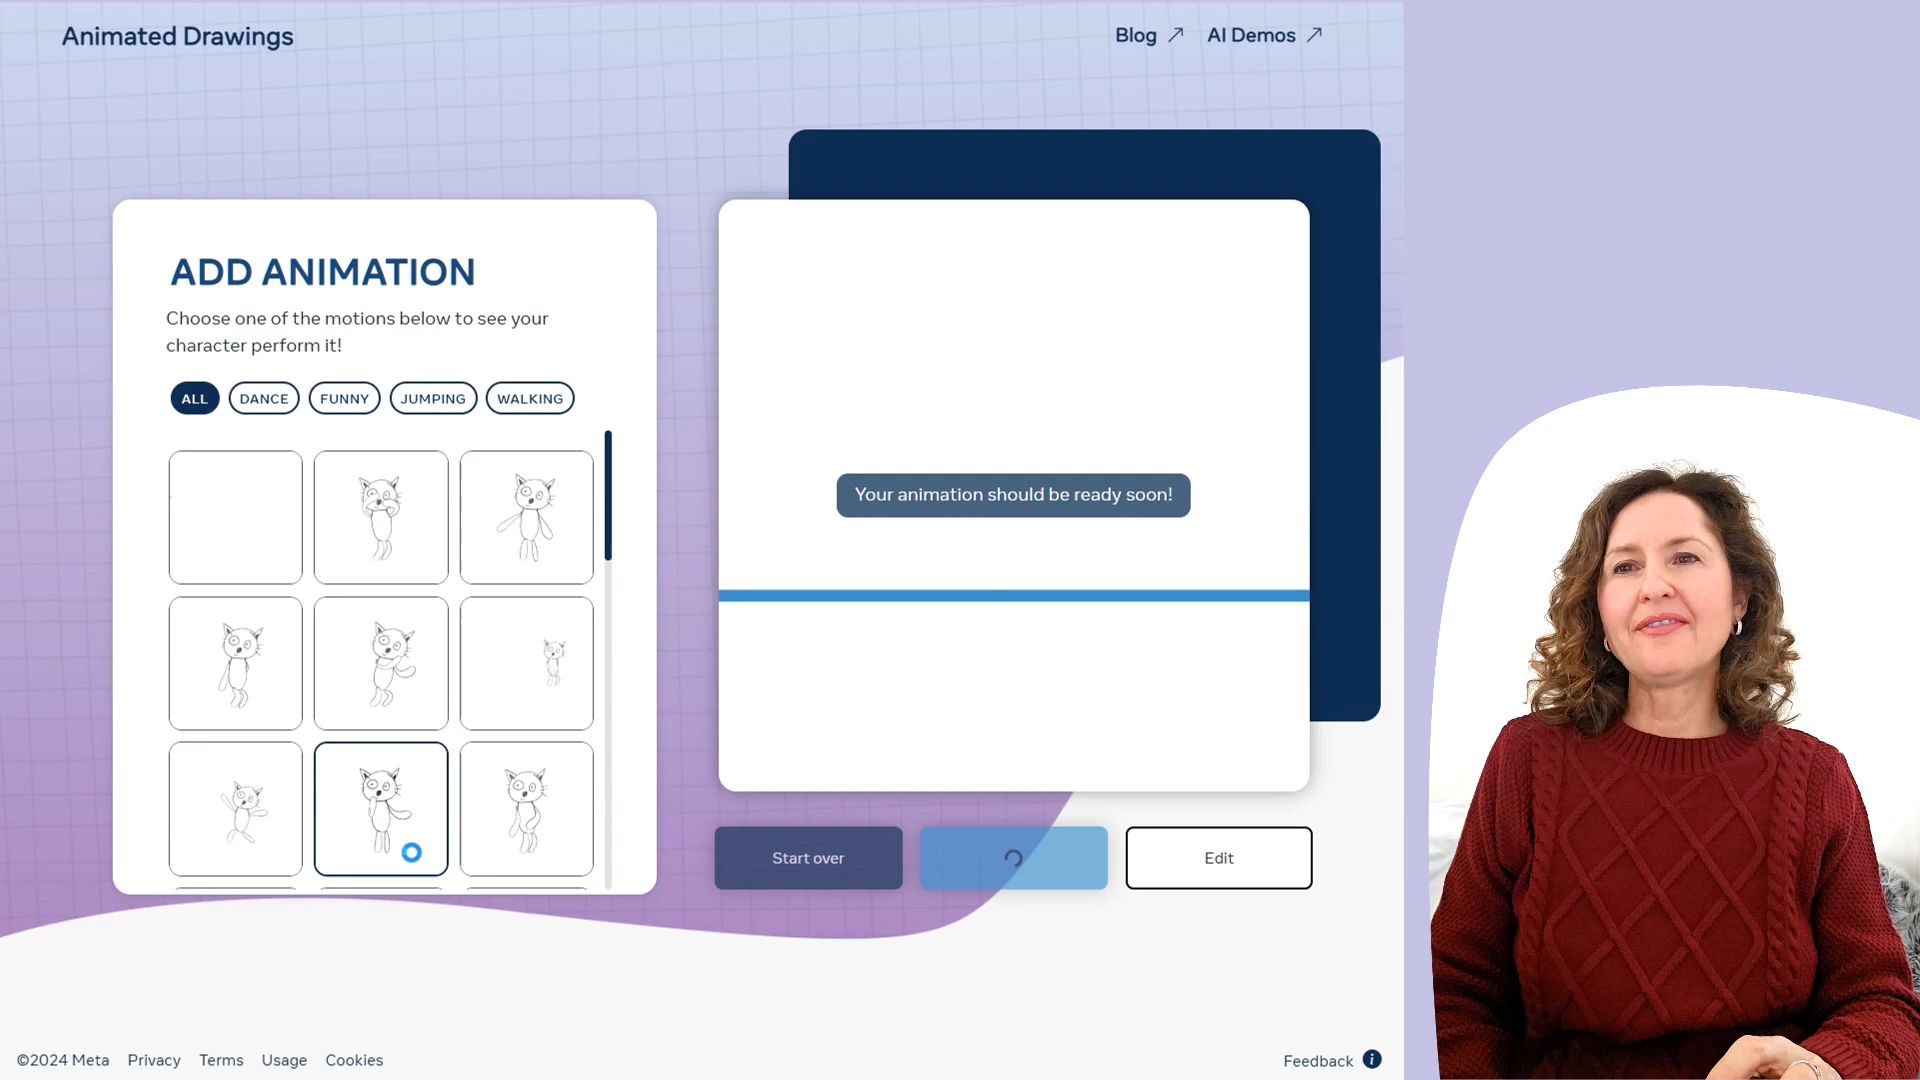 Animated Drawings
Blog
AI Demos
ADD ANIMATION
Choose one of the motions below to see your
character perform it!
ALL
DANCE
FUNNY
JUMPING
WALKING
Your animation should be ready soon!
Start over
Edit
©2024 Meta
Privacy
Terms
Usage
Cookies
Feedback